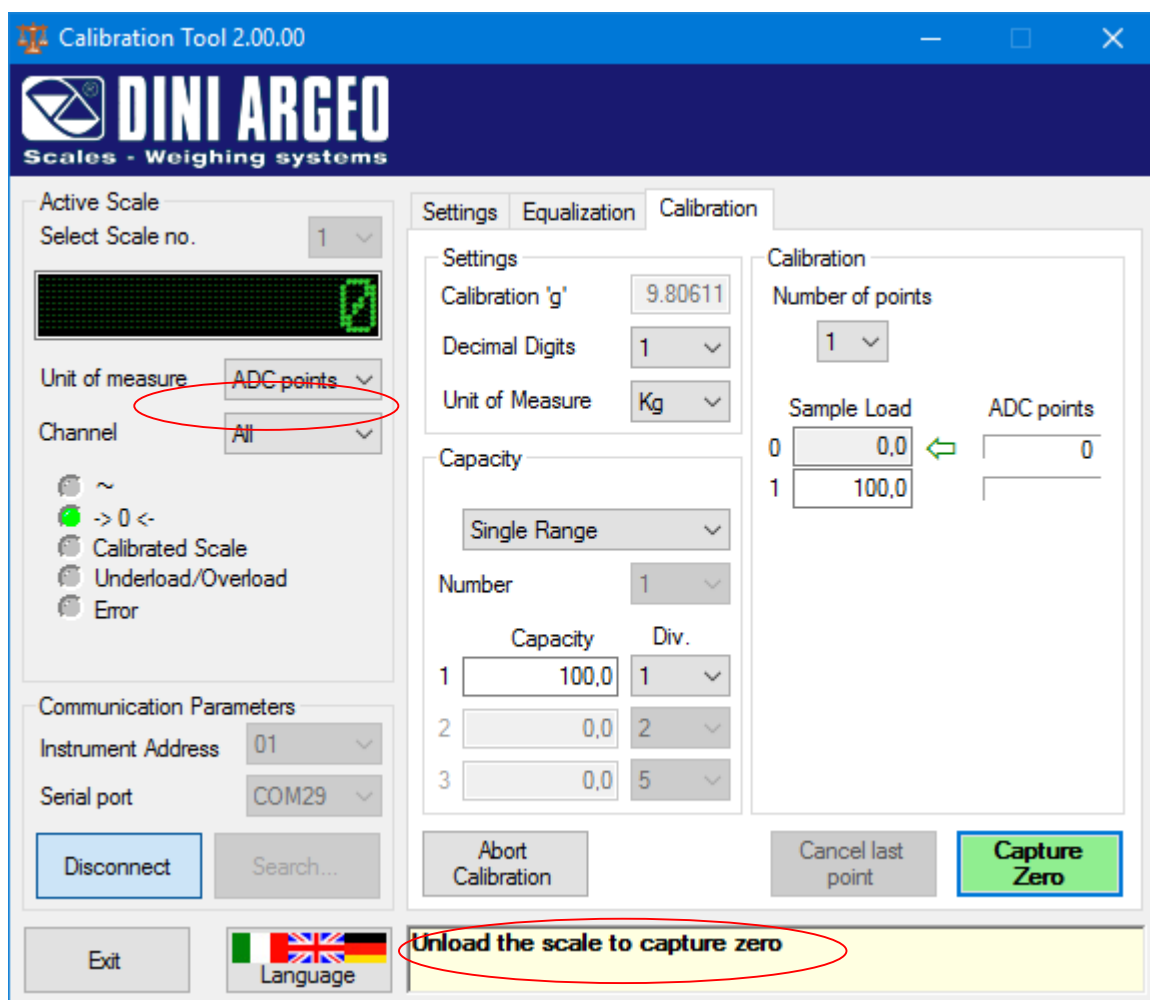 Calibration Tool 2.00.00
DINI ARGEO
Scales - Weighing systems
Active Scale
Select Scale no. 1
0
Unit of measure ADC points
Channel All
~
-> 0 <-
Calibrated Scale
Underload/Overload
Error
Communication Parameters
Instrument Address 01
Serial port COM29
Disconnect Search...
Exit
Language
Settings Equalization Calibration
Settings
Calibration 'g' 9.80611
Decimal Digits 1
Unit of Measure Kg
Capacity
Single Range
Number 1
Capacity Div.
1 100,0 1
2 0,0 2
3 0,0 5
Calibration
Number of points
1
Sample Load ADC points
0 0,0 0
1 100,0
Abort
Calibration
Cancel last
point
Capture
Zero
Unload the scale to capture zero